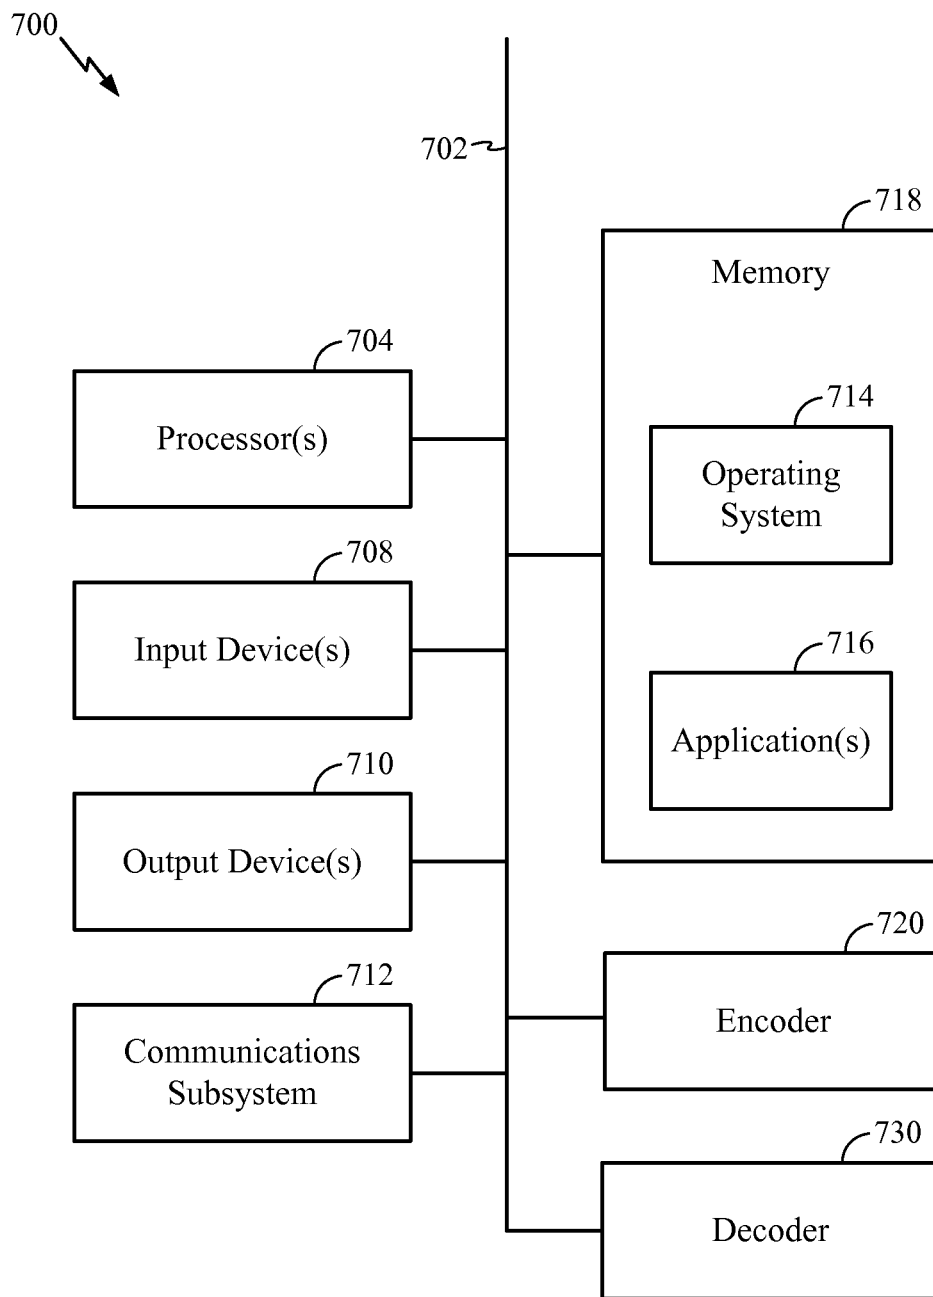 700
702
718
Memory
704
Processor(s)
714
Operating
System
708
Input Device(s)
716
Application(s)
710
Output Device(s)
720
Encoder
712
Communications
Subsystem
730
Decoder